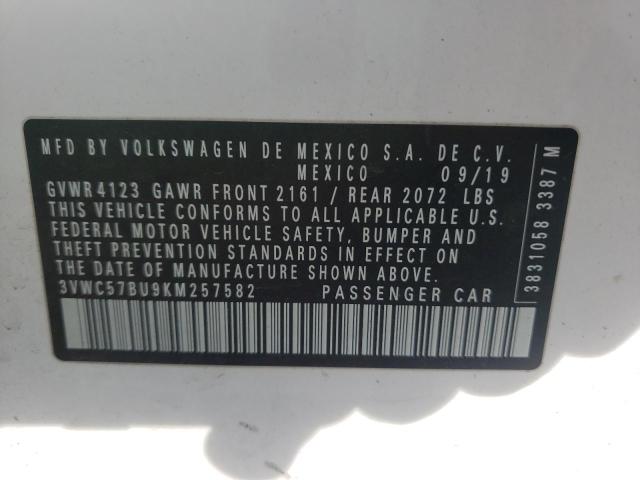 MFD BY VOLKSWAGEN DE MEXICO S.A. DE C.V.
MEXICO 09/19
GVWR 4123 GAWR FRONT 2161 / REAR 2072 LBS
THIS VEHICLE CONFORMS TO ALL APPLICABLE U.S.
FEDERAL MOTOR VEHICLE SAFETY, BUMPER AND
THEFT PREVENTION STANDARDS IN EFFECT ON
THE DATE OF MANUFACTURE SHOWN ABOVE.
3VWC57BU9KM257582 PASSENGER CAR
3831058 3387 M